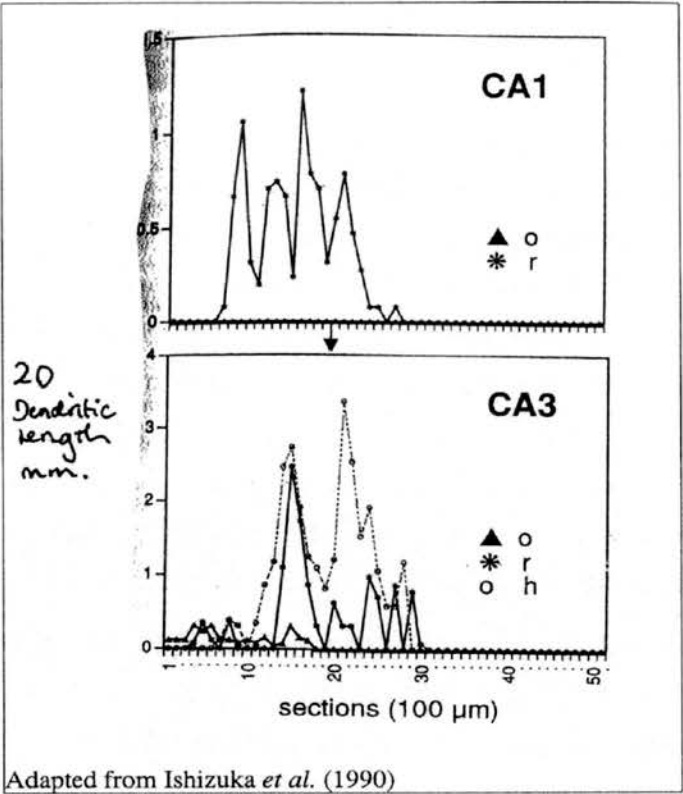 1.5
CA1
1
0.5
▲ o
✳ r
0
4
20
Dendritic
Length
mm.
CA3
3
2
▲ o
✳ r
o h
1
0
1 10 20 30 40 50
sections (100 µm)
Adapted from Ishizuka et al. (1990)